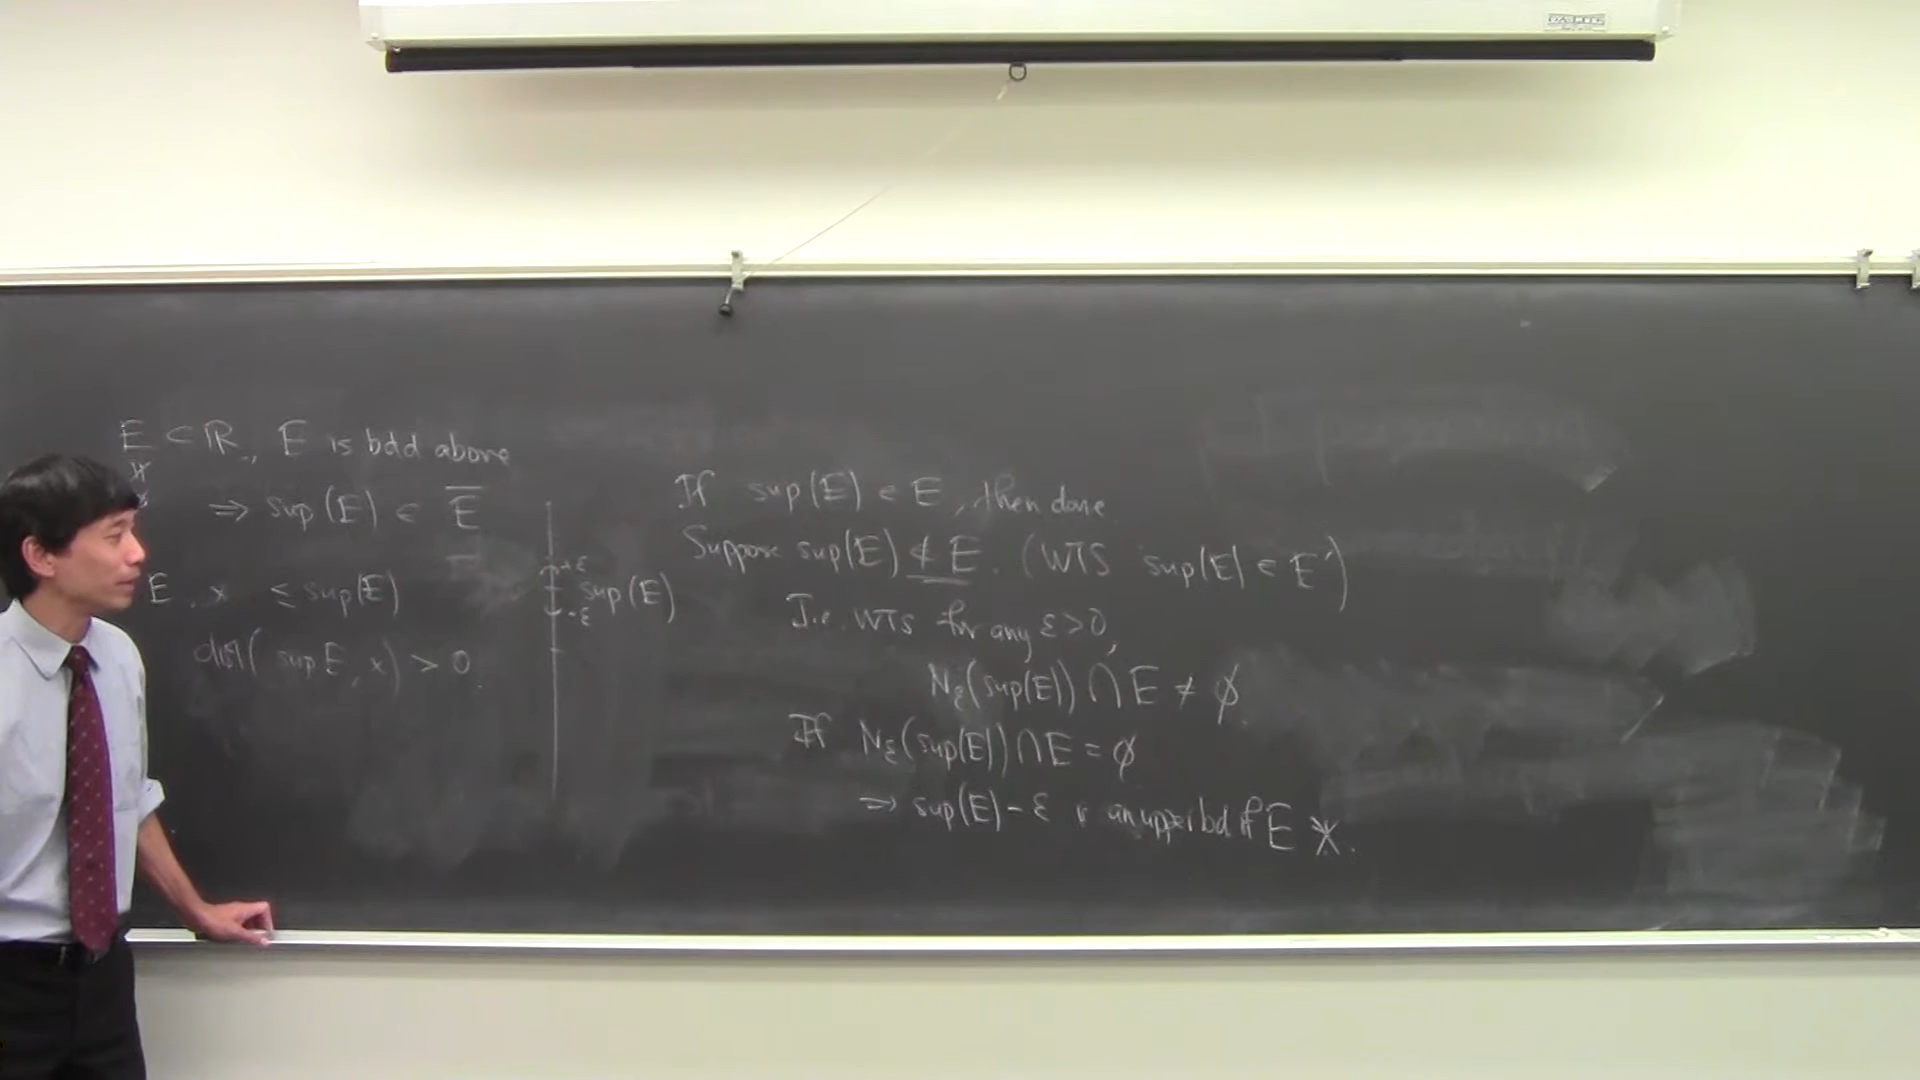 E ⊂ ℝ, E is bdd above
⇒ sup(E) ∈ E̅
E, x ≤ sup(E)
dist(sup E, x) > 0
+ε
sup(E)
-ε
If sup(E) ∈ E, then done
Suppose sup(E) ∉ E. (WTS sup(E) ∈ E')
I.e. WTS for any ε>0,
Nε(sup(E)) ∩ E ≠ ∅
If Nε(sup(E)) ∩ E = ∅
⇒ sup(E) - ε is an upper bd of E ※.